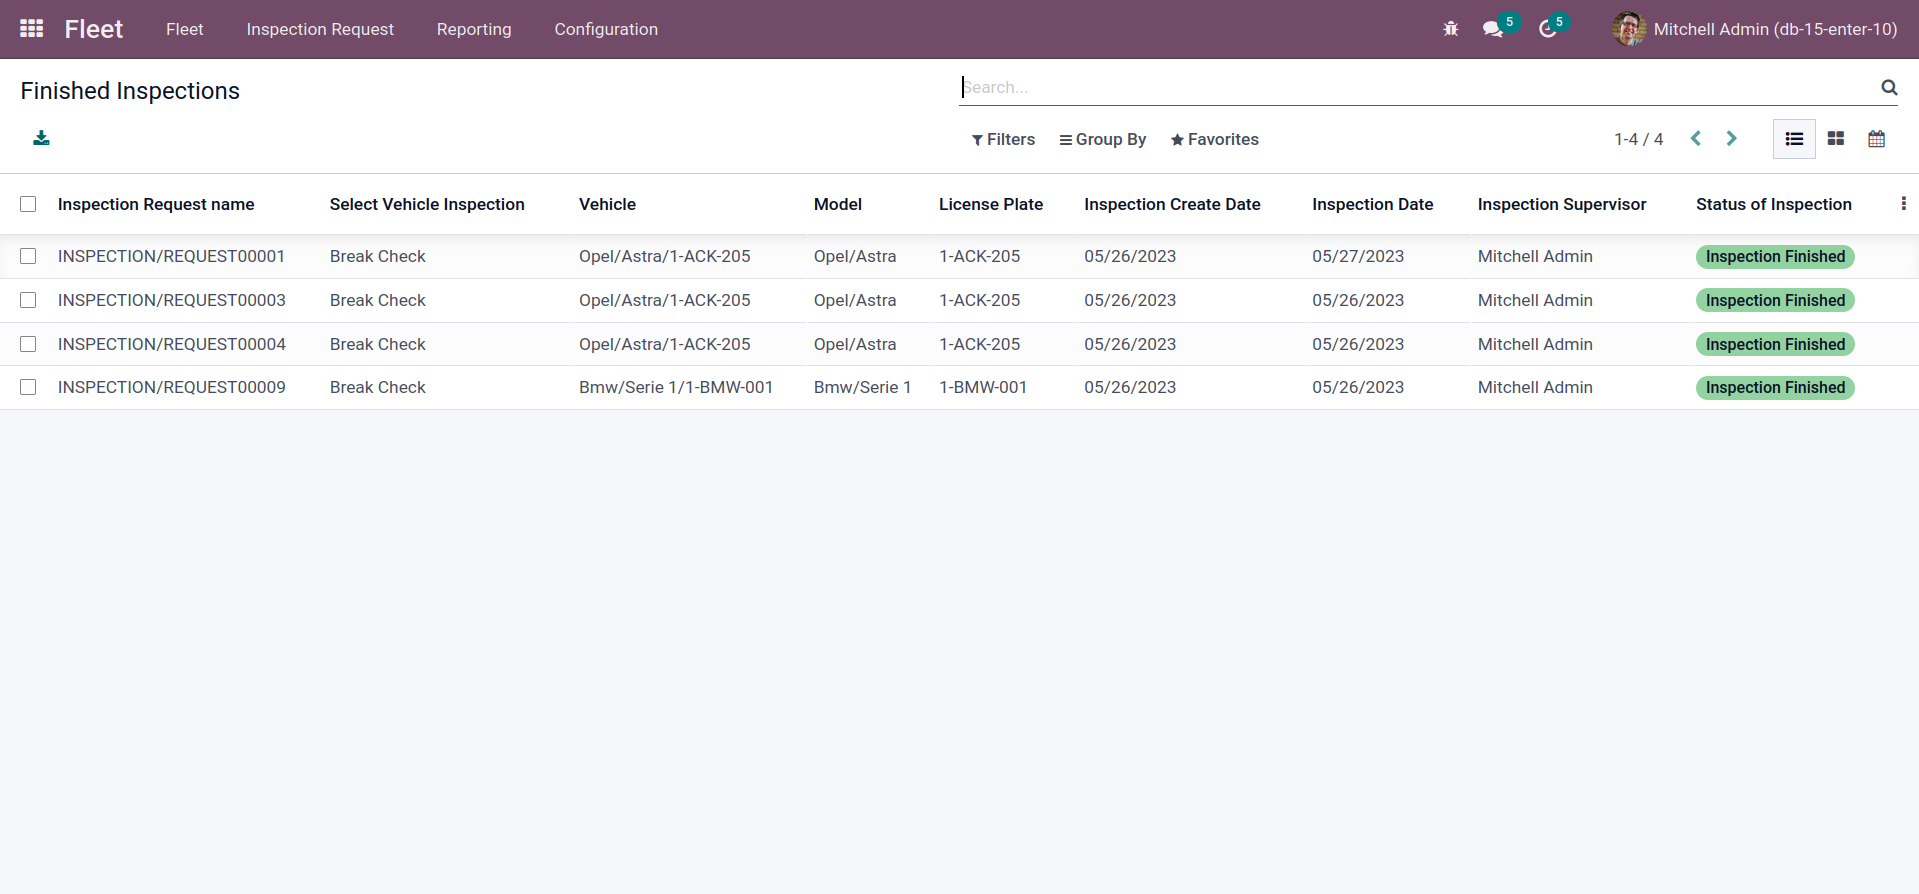 Fleet Fleet Inspection Request Reporting Configuration 5 5 Mitchell Admin (db-15-enter-10)
Finished Inspections
Search...
Filters Group By Favorites 1-4 / 4
Inspection Request name Select Vehicle Inspection Vehicle Model License Plate Inspection Create Date Inspection Date Inspection Supervisor Status of Inspection
INSPECTION/REQUEST00001 Break Check Opel/Astra/1-ACK-205 Opel/Astra 1-ACK-205 05/26/2023 05/27/2023 Mitchell Admin Inspection Finished
INSPECTION/REQUEST00003 Break Check Opel/Astra/1-ACK-205 Opel/Astra 1-ACK-205 05/26/2023 05/26/2023 Mitchell Admin Inspection Finished
INSPECTION/REQUEST00004 Break Check Opel/Astra/1-ACK-205 Opel/Astra 1-ACK-205 05/26/2023 05/26/2023 Mitchell Admin Inspection Finished
INSPECTION/REQUEST00009 Break Check Bmw/Serie 1/1-BMW-001 Bmw/Serie 1 1-BMW-001 05/26/2023 05/26/2023 Mitchell Admin Inspection Finished